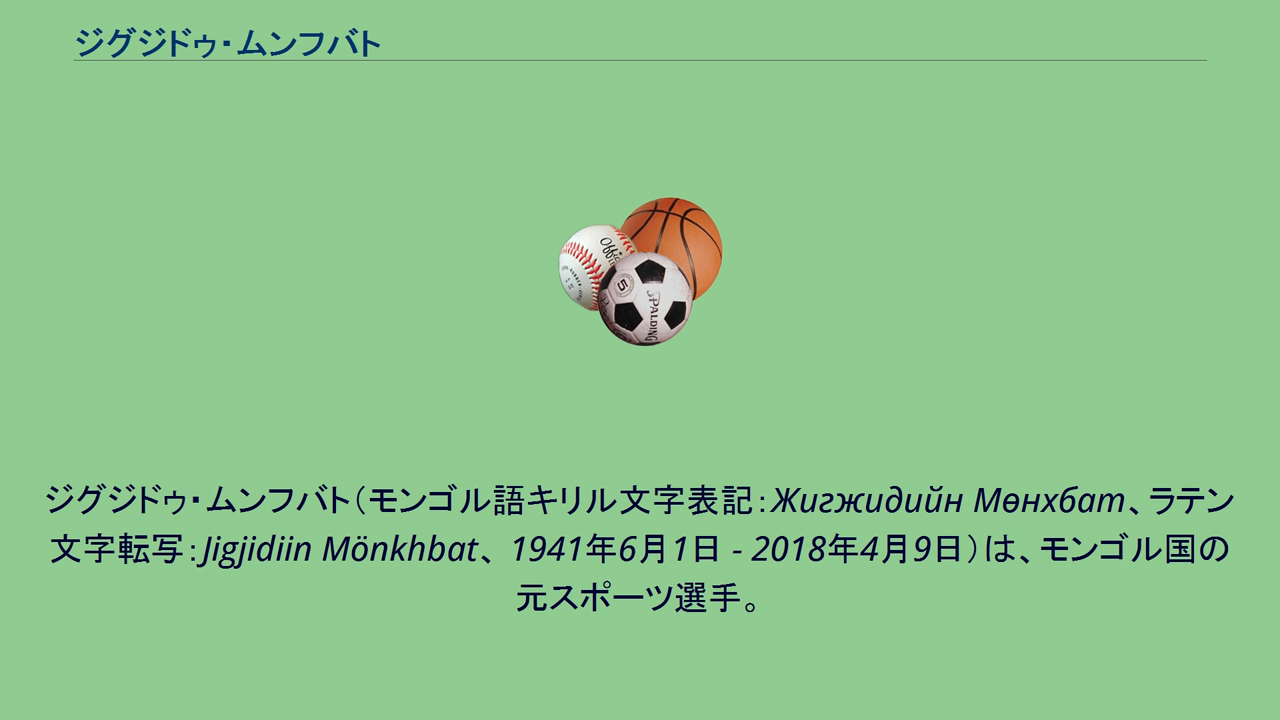 ジグジドゥ・ムンフバト
Offic
5
SPALDING
ジグジドゥ・ムンフバト（モンゴル語キリル文字表記：Жигжидийн Мөнхбат、ラテン
文字転写：Jigjidiin Mönkhbat、 1941年6月1日 - 2018年4月9日）は、モンゴル国の
元スポーツ選手。